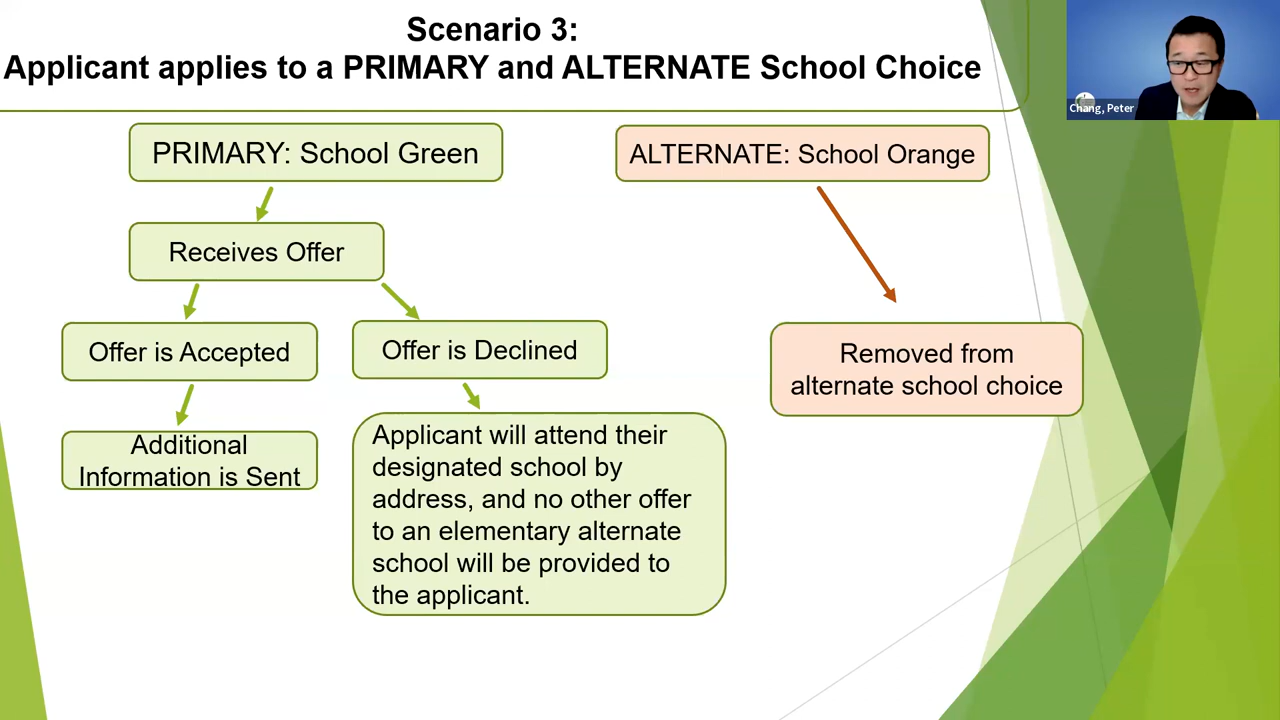 Scenario 3:
Applicant applies to a PRIMARY and ALTERNATE School Choice
Chang, Peter
PRIMARY: School Green
ALTERNATE: School Orange
Receives Offer
Offer is Accepted
Offer is Declined
Removed from
alternate school choice
Additional
Information is Sent
Applicant will attend their
designated school by
address, and no other offer
to an elementary alternate
school will be provided to
the applicant.